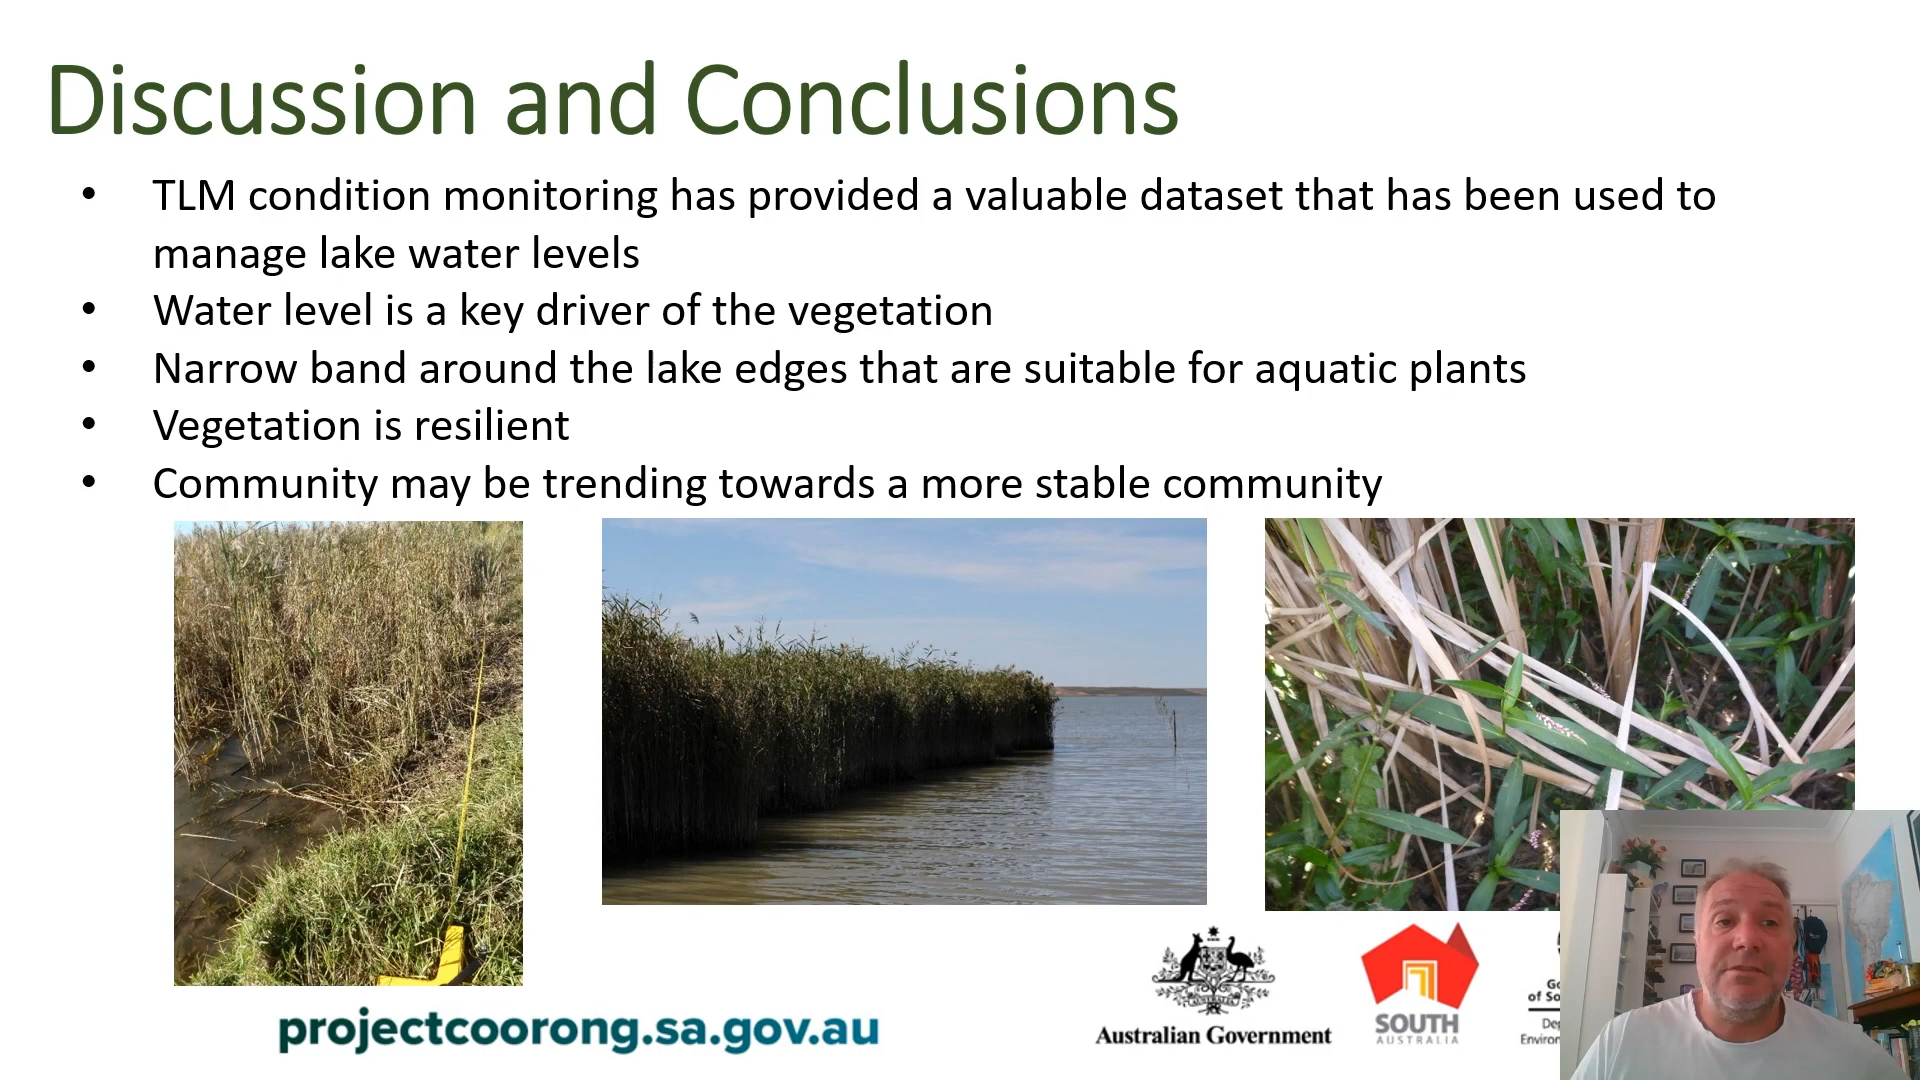 Discussion and Conclusions
• TLM condition monitoring has provided a valuable dataset that has been used to
manage lake water levels
• Water level is a key driver of the vegetation
• Narrow band around the lake edges that are suitable for aquatic plants
• Vegetation is resilient
• Community may be trending towards a more stable community
projectcoorong.sa.gov.au
Australian Government
SOUTH
AUSTRALIA